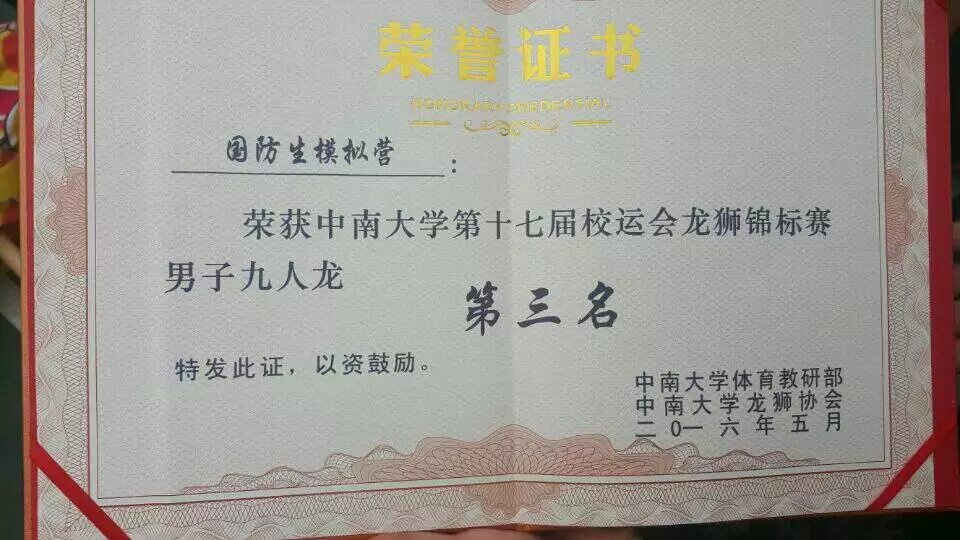 荣誉证书
HONORARY CREDENTIAL
国防生模拟营：
荣获中南大学第十七届校运会龙狮锦标赛
男子九人龙
第三名
特发此证，以资鼓励。
中南大学体育教研部
中南大学龙狮协会
二〇一六年五月